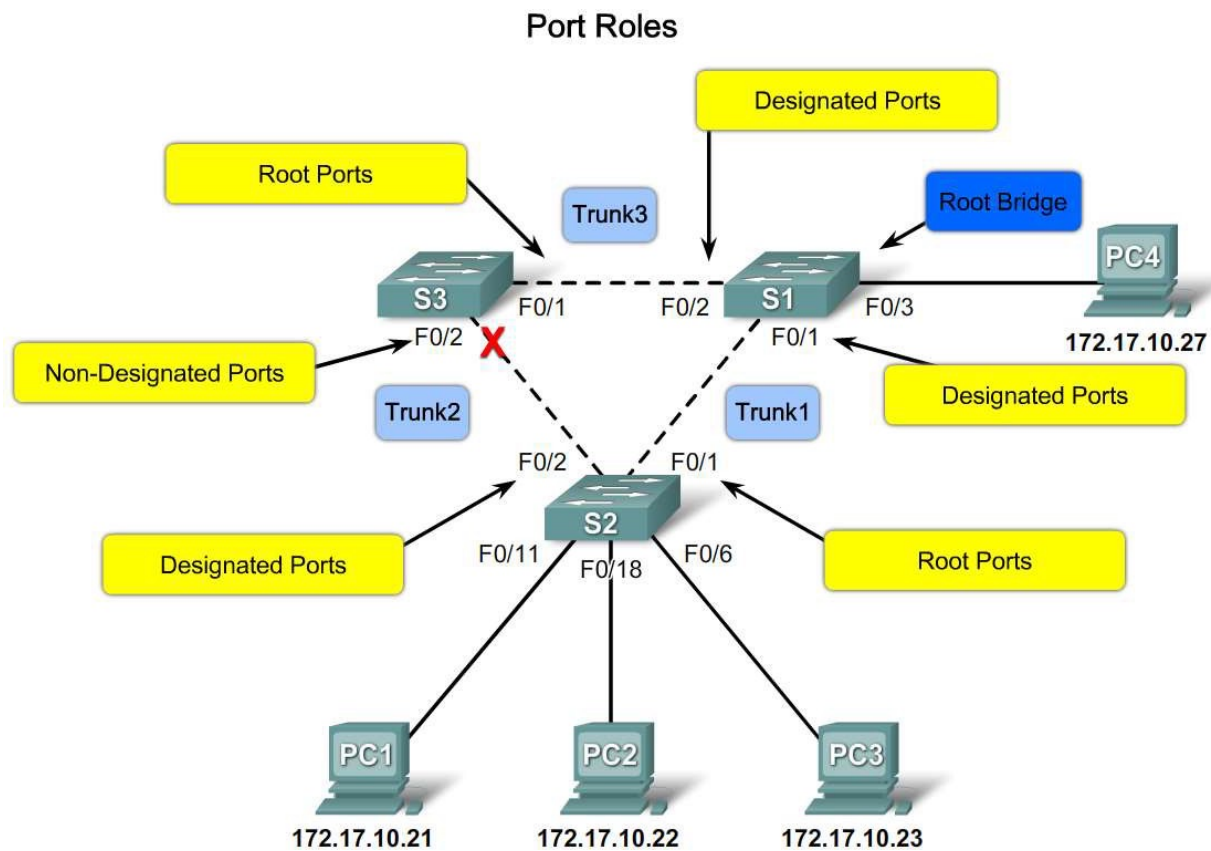 Port Roles
Designated Ports
Root Ports
Trunk3
Root Bridge
PC4
S3
F0/1
F0/2
S1
F0/3
F0/2
F0/1
172.17.10.27
Non-Designated Ports
Trunk2
Trunk1
Designated Ports
F0/2
F0/1
S2
Designated Ports
F0/11
F0/18
F0/6
Root Ports
PC1
PC2
PC3
172.17.10.21
172.17.10.22
172.17.10.23